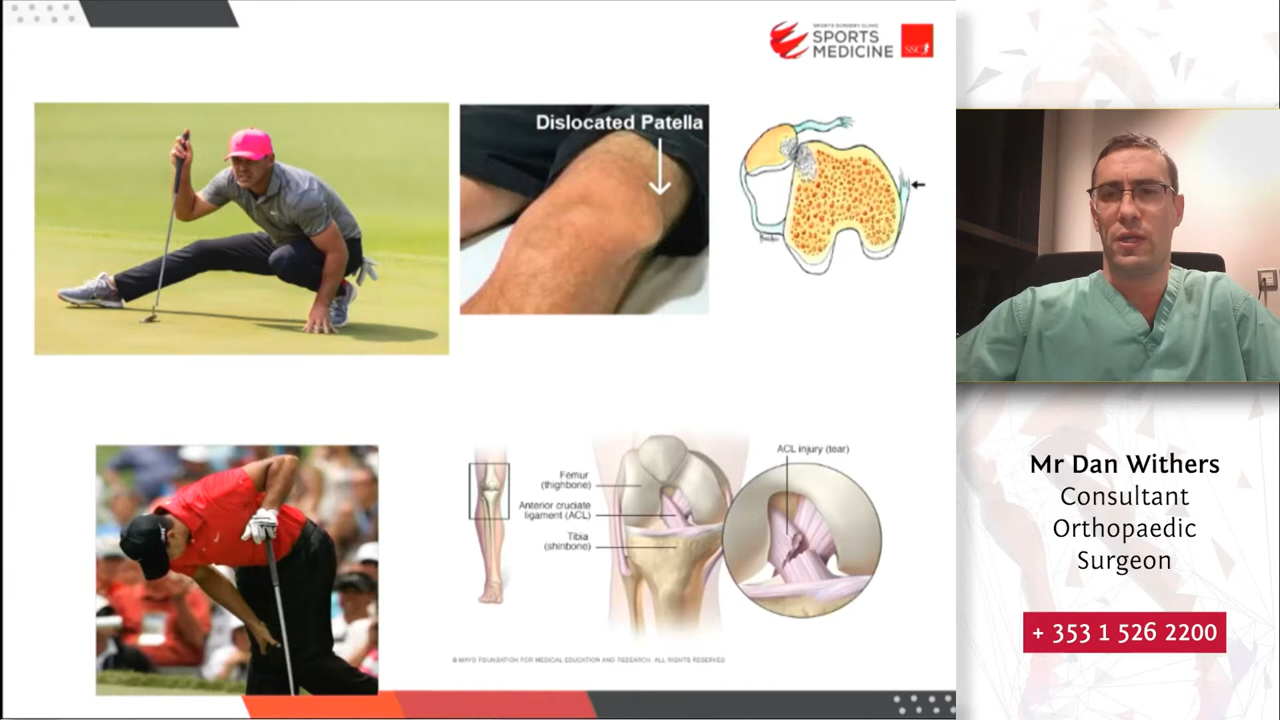 SPORTS SURGERY CLINIC
SPORTS
MEDICINE
SSC
Dislocated Patella
ACL injury (tear)
Femur
(thighbone)
Anterior cruciate
ligament (ACL)
Tibia
(shinbone)
© MAYO FOUNDATION FOR MEDICAL EDUCATION AND RESEARCH. ALL RIGHTS RESERVED
Mr Dan Withers
Consultant
Orthopaedic
Surgeon
+ 353 1 526 2200